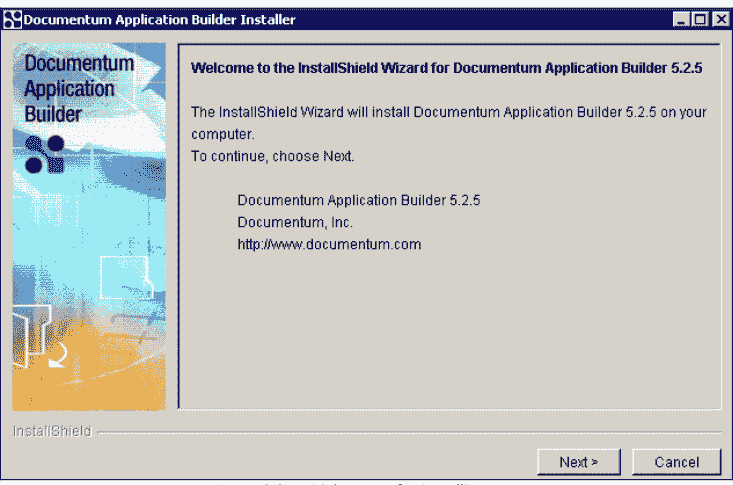 Documentum Application Builder Installer
Documentum
Application
Builder
Welcome to the InstallShield Wizard for Documentum Application Builder 5.2.5
The InstallShield Wizard will install Documentum Application Builder 5.2.5 on your
computer.
To continue, choose Next.
Documentum Application Builder 5.2.5
Documentum, Inc.
http://www.documentum.com
InstallShield
Next >
Cancel